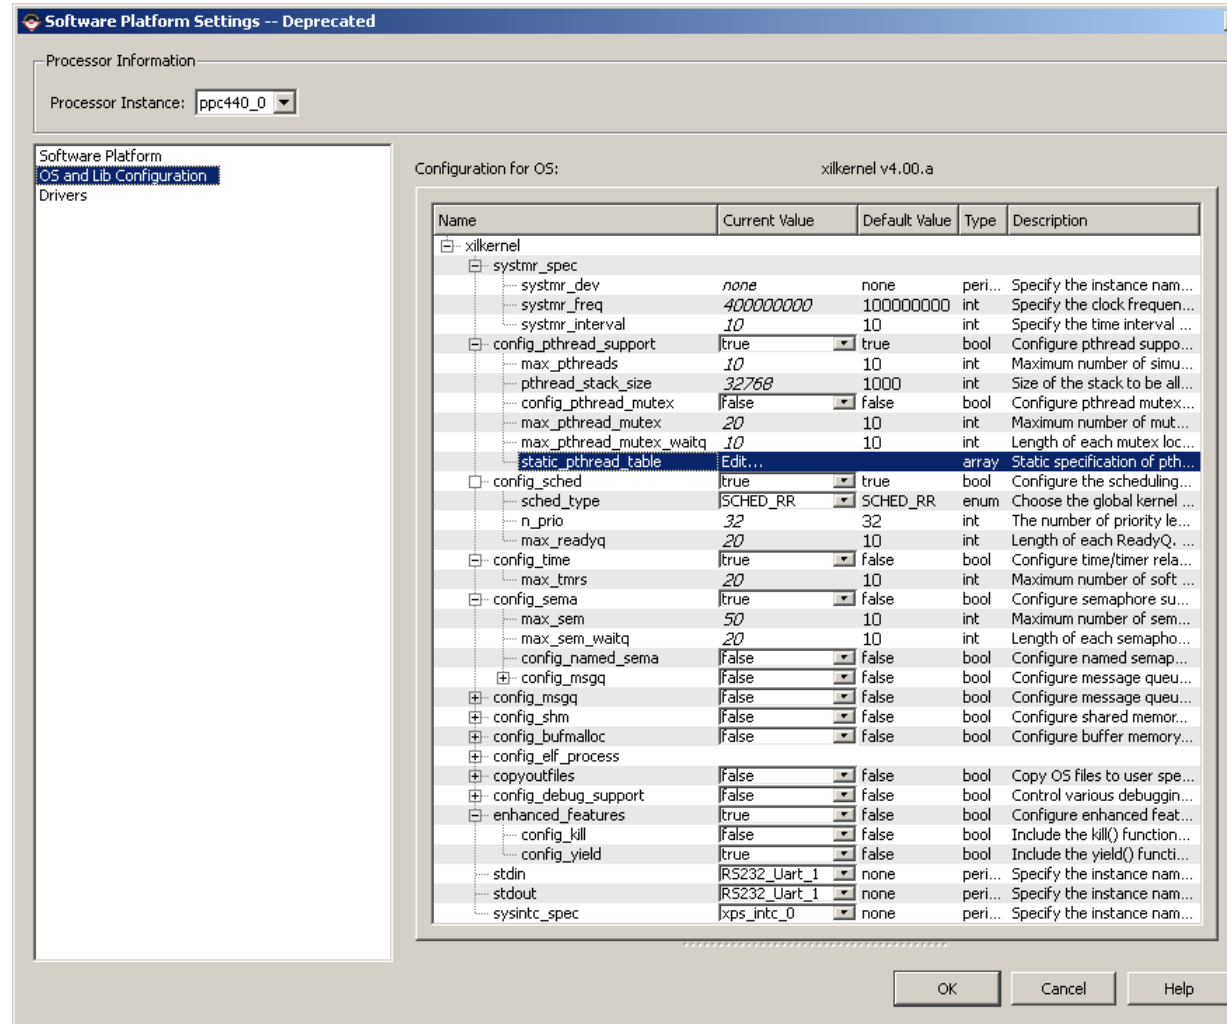 Software Platform Settings -- Deprecated
Processor Information
Processor Instance: ppc440_0
Software Platform
OS and Lib Configuration
Drivers
Configuration for OS: xilkernel v4.00.a
Name Current Value Default Value Type Description
xilkernel
systmr_spec
systmr_dev none none peri... Specify the instance nam...
systmr_freq 400000000 100000000 int Specify the clock frequen...
systmr_interval 10 10 int Specify the time interval ...
config_pthread_support true true bool Configure pthread suppo...
max_pthreads 10 10 int Maximum number of simu...
pthread_stack_size 32768 1000 int Size of the stack to be all...
config_pthread_mutex false false bool Configure pthread mutex...
max_pthread_mutex 20 10 int Maximum number of mut...
max_pthread_mutex_waitq 10 10 int Length of each mutex loc...
static_pthread_table Edit... array Static specification of pth...
config_sched true true bool Configure the scheduling...
sched_type SCHED_RR SCHED_RR enum Choose the global kernel ...
n_prio 32 32 int The number of priority le...
max_readyq 20 10 int Length of each ReadyQ. ...
config_time true false bool Configure time/timer rela...
max_tmrs 20 10 int Maximum number of soft ...
config_sema true false bool Configure semaphore su...
max_sem 50 10 int Maximum number of sem...
max_sem_waitq 20 10 int Length of each semapho...
config_named_sema false false bool Configure named semap...
config_msgq false false bool Configure message queu...
config_msgq false false bool Configure message queu...
config_shm false false bool Configure shared memor...
config_bufmalloc false false bool Configure buffer memory...
config_elf_process
copyoutfiles false false bool Copy OS files to user spe...
config_debug_support false false bool Control various debuggin...
enhanced_features true false bool Configure enhanced feat...
config_kill false false bool Include the kill() function...
config_yield true false bool Include the yield() functi...
stdin RS232_Uart_1 none peri... Specify the instance nam...
stdout RS232_Uart_1 none peri... Specify the instance nam...
sysintc_spec xps_intc_0 none peri... Specify the instance nam...
OK Cancel Help